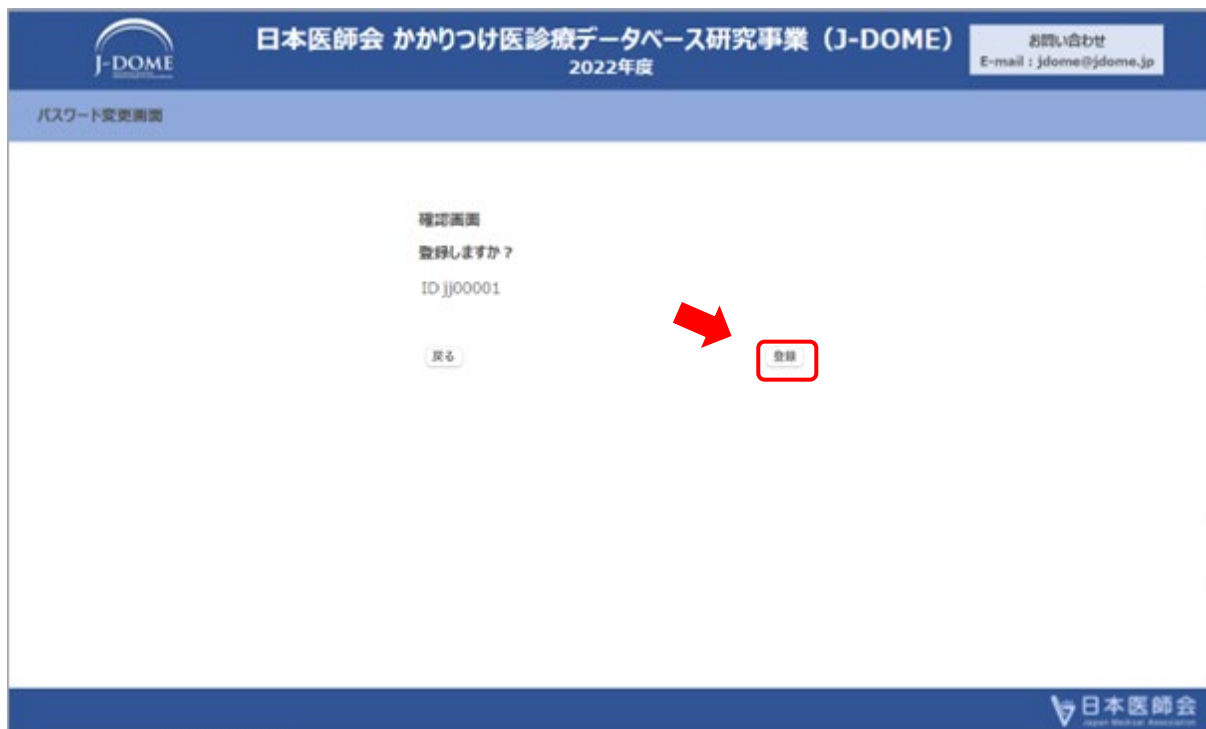 J-DOME
日本医師会 かかりつけ医診療データベース研究事業（J-DOME）
2022年度
お問い合わせ
E-mail : jdome@jdome.jp
パスワード変更画面
確認画面
登録しますか？
ID jj00001
戻る
登録
日本医師会
Japan Medical Association